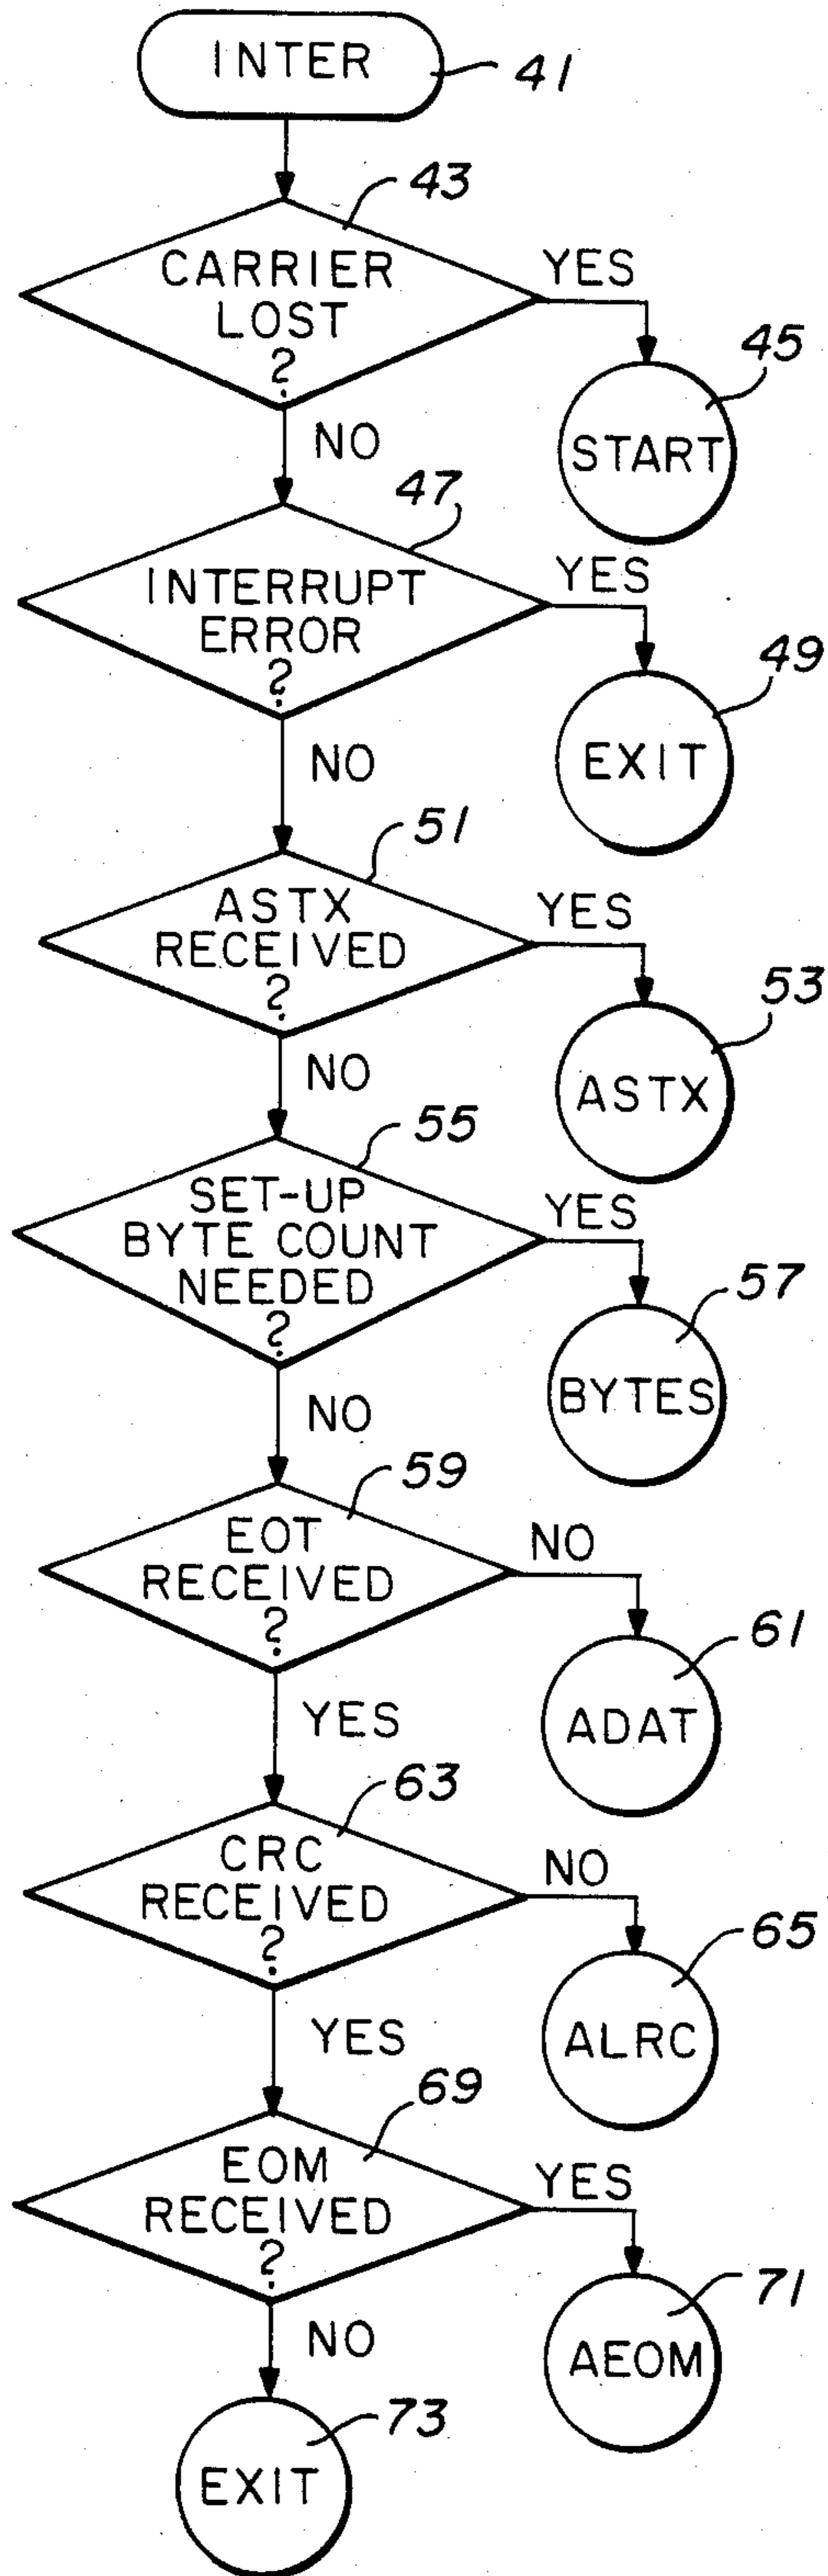 INTER
41
43
CARRIER
LOST
?
YES
45
START
NO
47
INTERRUPT
ERROR
?
YES
49
EXIT
NO
51
ASTX
RECEIVED
?
YES
53
ASTX
NO
55
SET-UP
BYTE COUNT
NEEDED
?
YES
57
BYTES
NO
59
EOT
RECEIVED
?
NO
61
ADAT
YES
63
CRC
RECEIVED
?
NO
65
ALRC
YES
69
EOM
RECEIVED
?
YES
71
AEOM
NO
73
EXIT